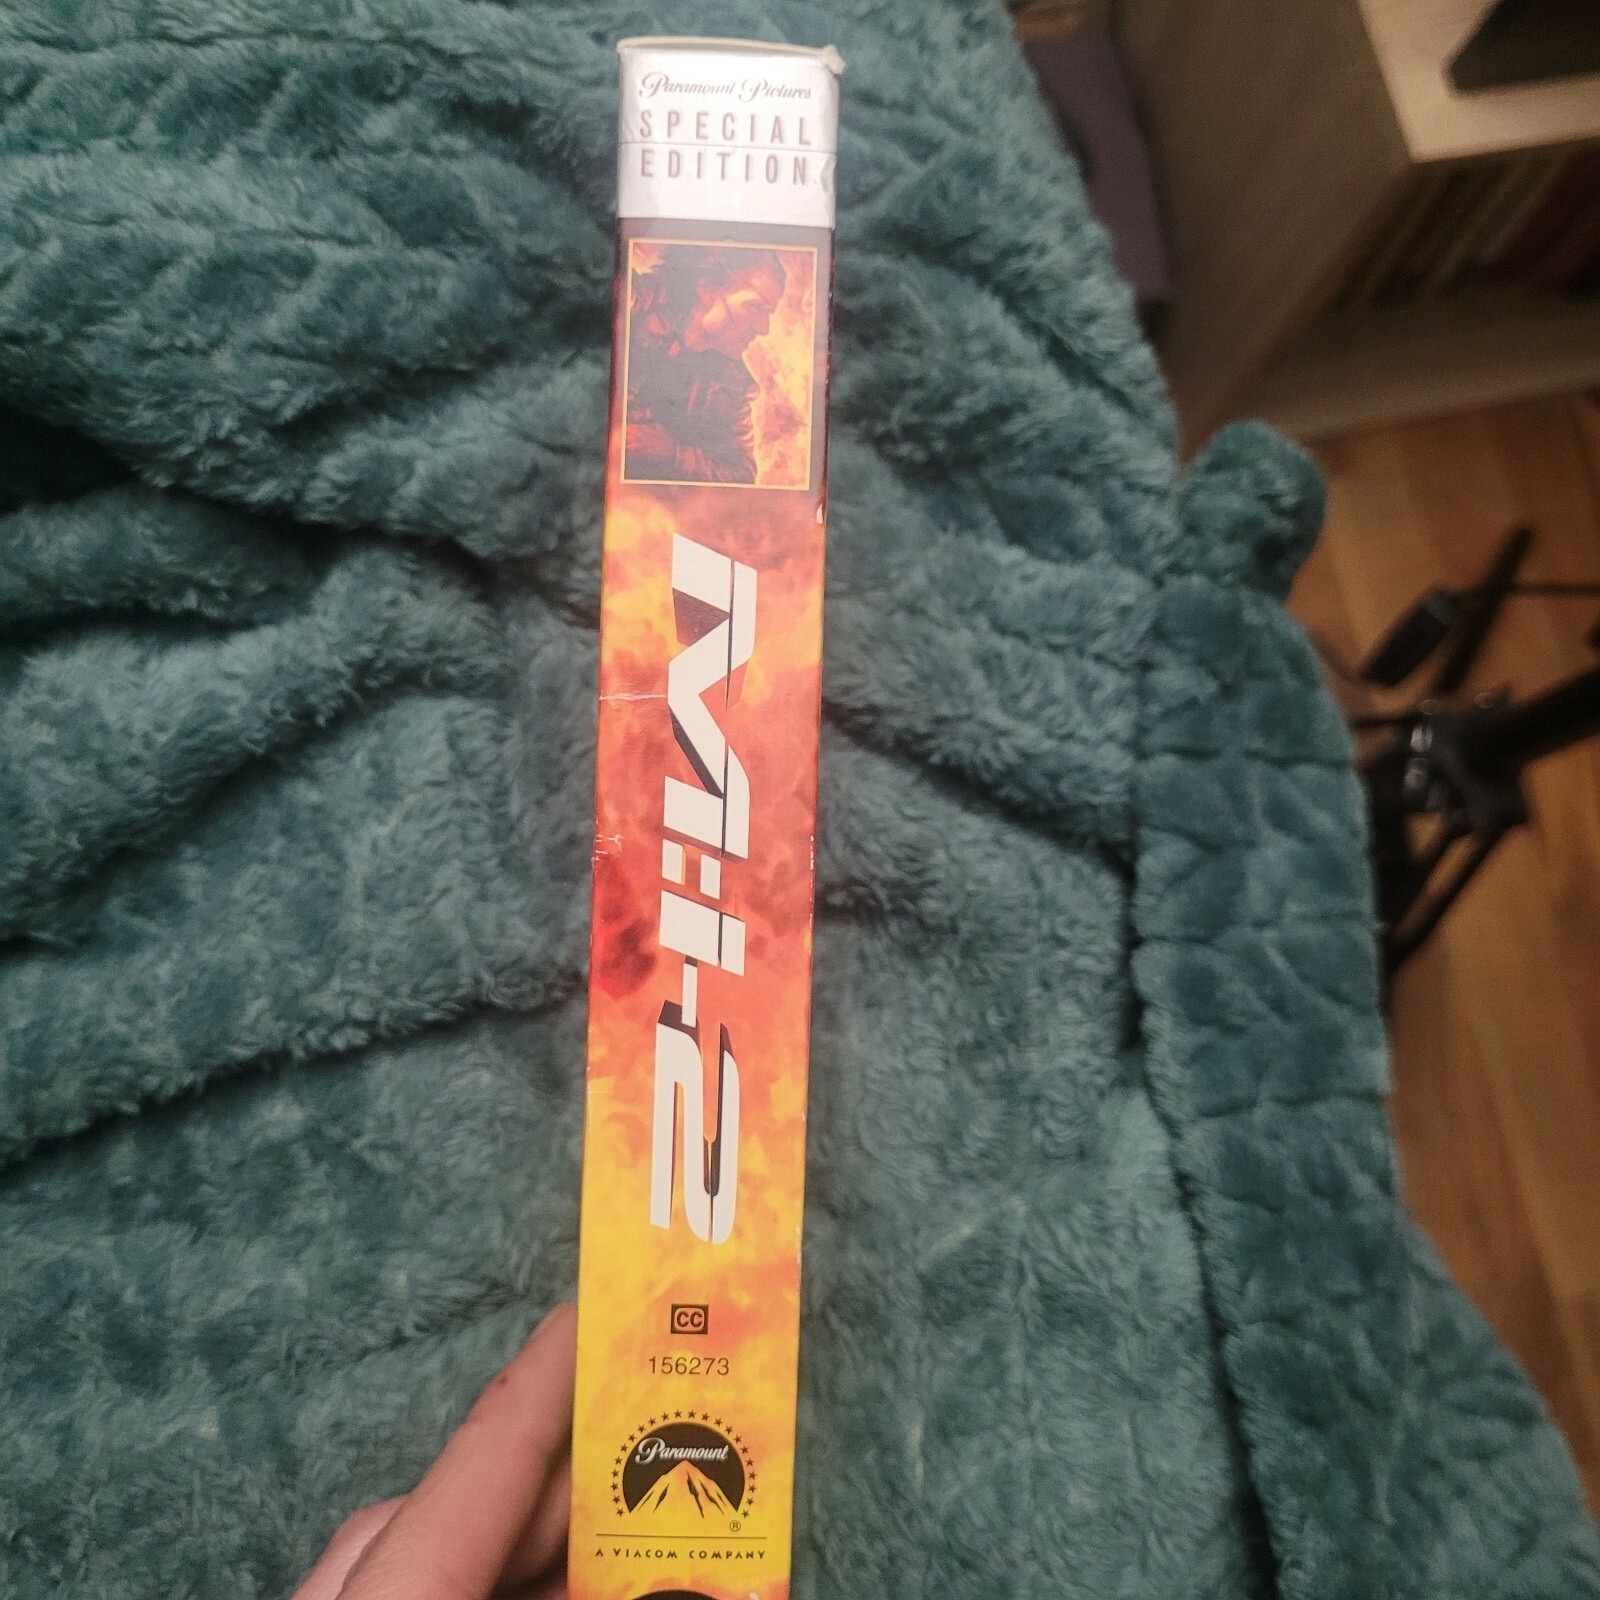 Paramount Pictures
SPECIAL
EDITION
M:I-2
CC
156273
Paramount
®
A VIACOM COMPANY